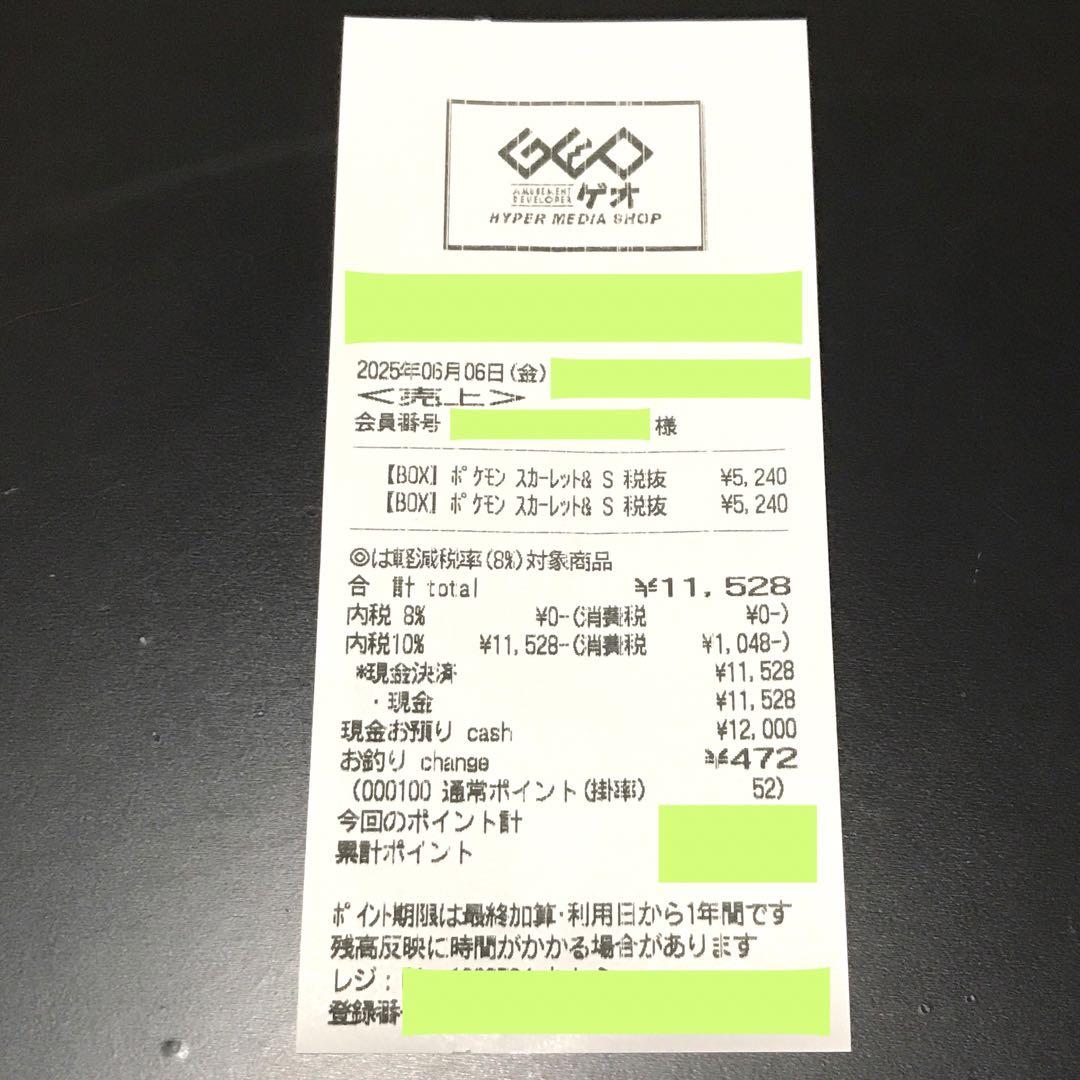 GEO
AMUSEMENT
DEVELOPER ゲオ
HYPER MEDIA SHOP
2025年06月06日(金)
<売上>
会員番号 様
【BOX】ポケモン スカーレット& S 税抜 ¥5,240
【BOX】ポケモン スカーレット& S 税抜 ¥5,240
◎は軽減税率(8%)対象商品
合 計 total ¥11,528
内税 8% ¥0-(消費税 ¥0-)
内税10% ¥11,528-(消費税 ¥1,048-)
*現金決済 ¥11,528
・現金 ¥11,528
現金お預り cash ¥12,000
お釣り change ¥472
(000100 通常ポイント(掛率) 52)
今回のポイント計
累計ポイント
ポイント期限は最終加算・利用日から1年間です
残高反映に時間がかかる場合があります
レジ:
登録番